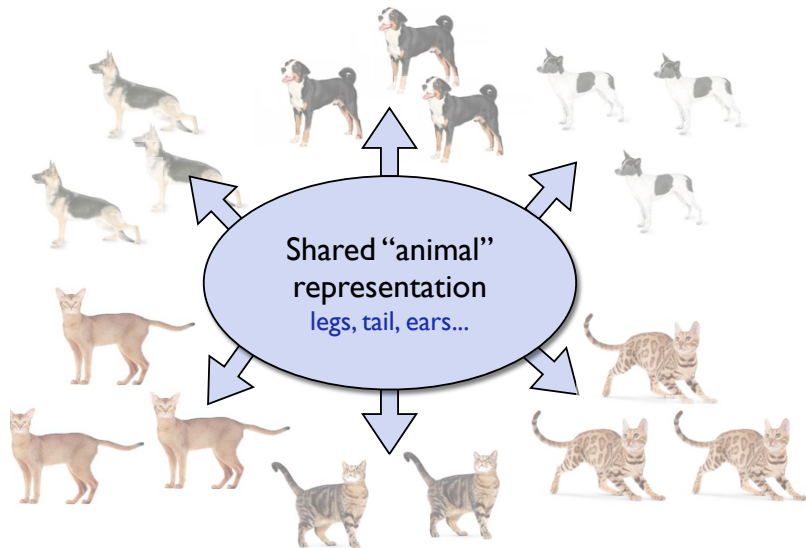 Shared “animal”
representation
legs, tail, ears...